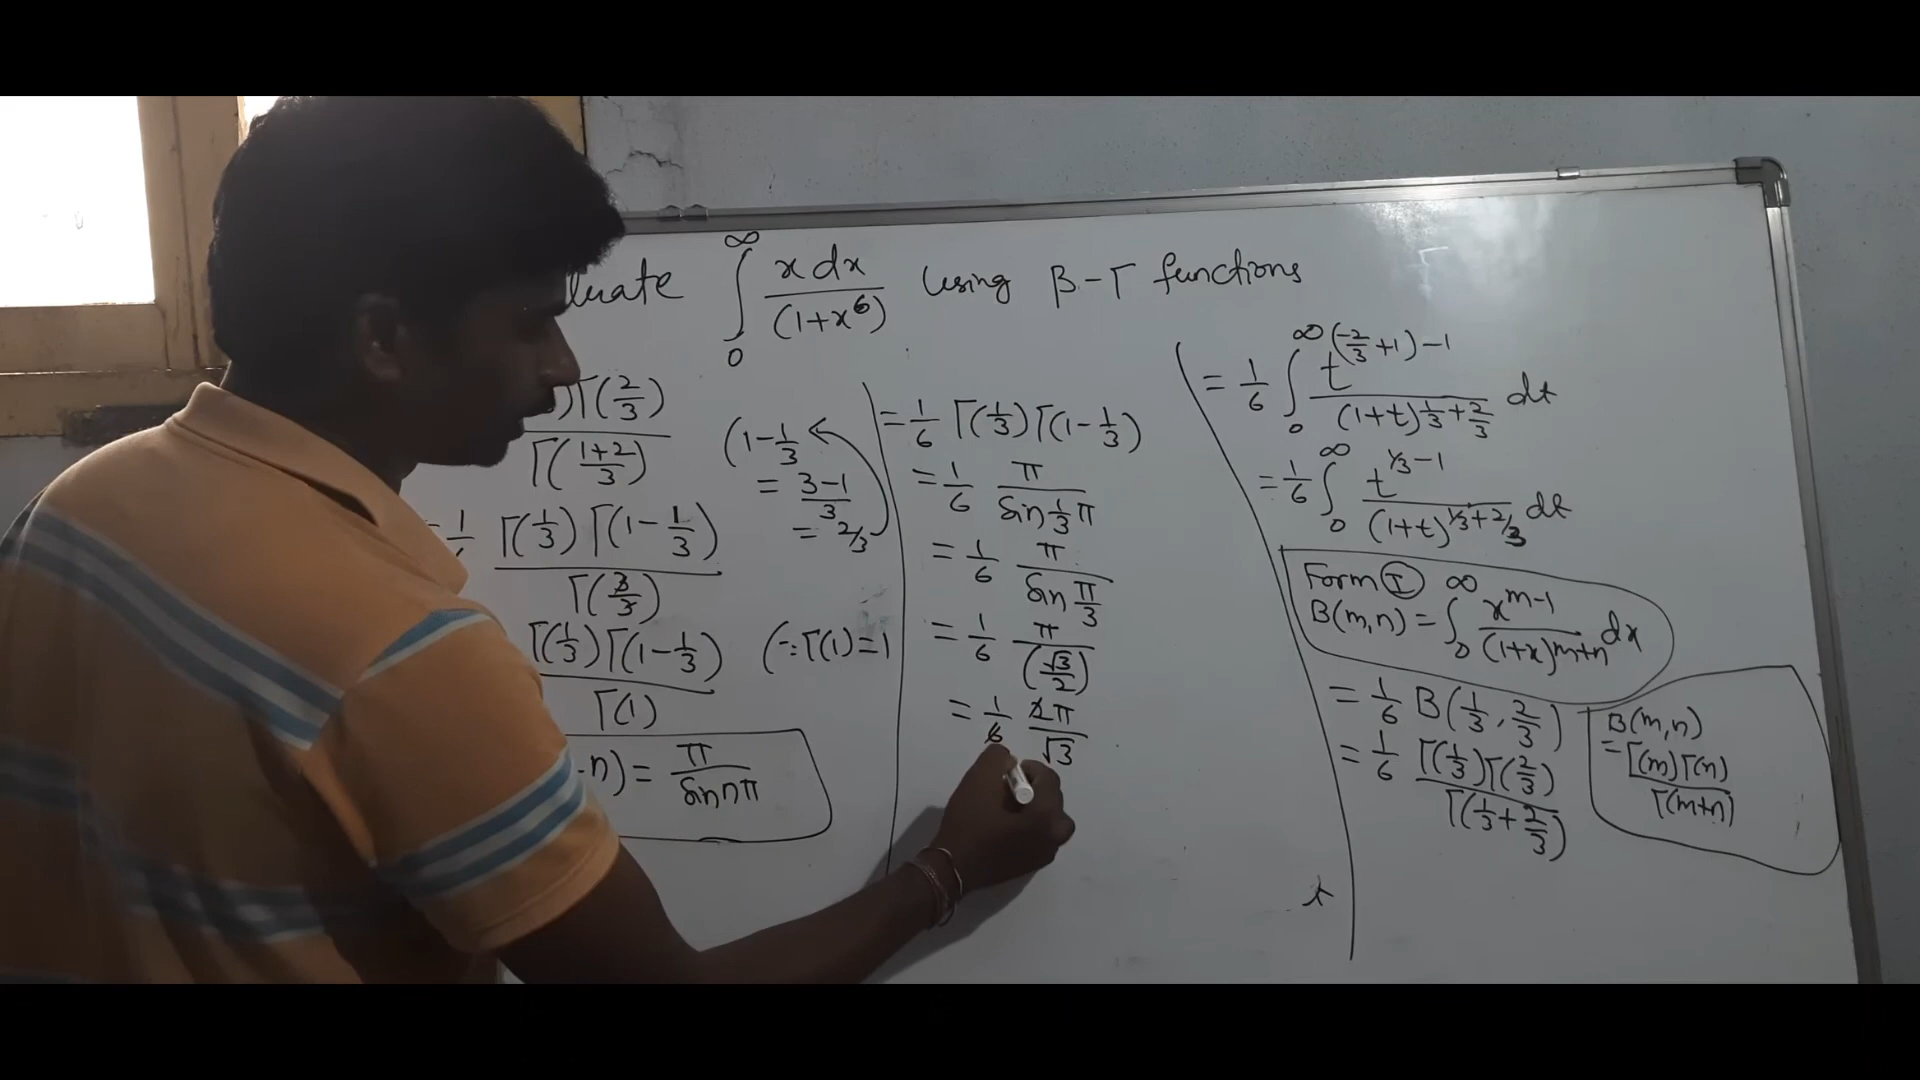 luate ∫₀^∞ x dx / (1+x⁶) using β-Γ functions
)Γ(2/3) / Γ((1+2)/3)
= 1/ Γ(1/3) Γ(1-1/3) / Γ(3/3)
Γ(1/3) Γ(1-1/3) / Γ(1) (∵ Γ(1)=1
-n) = π / sin nπ
(1-1/3
= (3-1)/3
= 2/3
= 1/6 Γ(1/3) Γ(1-1/3)
= 1/6 π / sin 1/3 π
= 1/6 π / sin π/3
= 1/6 π / (√3/2)
= 1/6 2π / √3
= 1/6 ∫₀^∞ t^((-2/3+1)-1) / (1+t)^(1/3+2/3) dt
= 1/6 ∫₀^∞ t^(1/3-1) / (1+t)^(1/3+2/3) dt
Form I
B(m,n) = ∫₀^∞ x^(m-1) / (1+x)^(m+n) dx
= 1/6 B(1/3, 2/3)
= 1/6 Γ(1/3)Γ(2/3) / Γ(1/3+2/3)
B(m,n)
= Γ(m)Γ(n) / Γ(m+n)